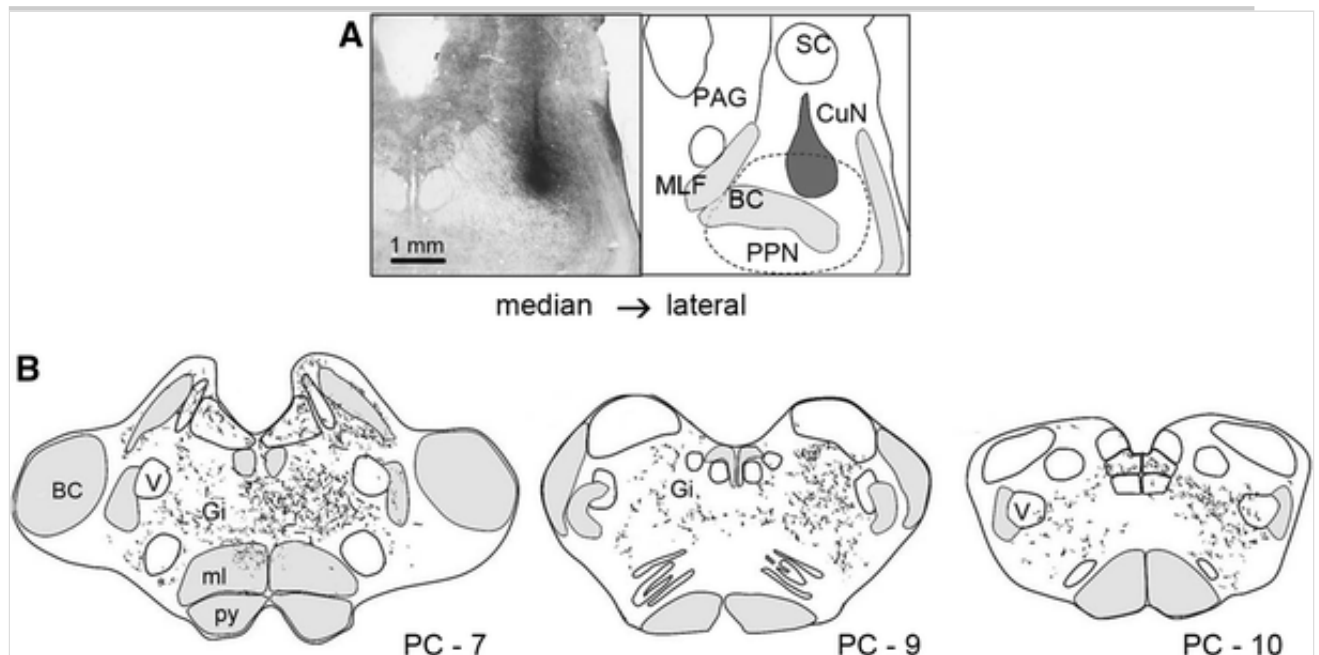 A
SC
PAG
CuN
MLF
BC
1 mm
PPN
median → lateral
B
BC
V
Gi
ml
py
PC - 7
Gi
PC - 9
V
PC - 10